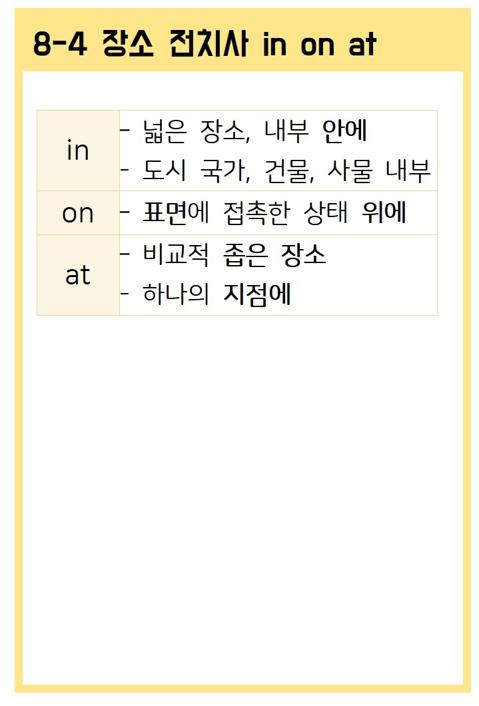 8-4 장소 전치사 in on at
in
- 넓은 장소, 내부 안에
- 도시 국가, 건물, 사물 내부
on
- 표면에 접촉한 상태 위에
at
- 비교적 좁은 장소
- 하나의 지점에